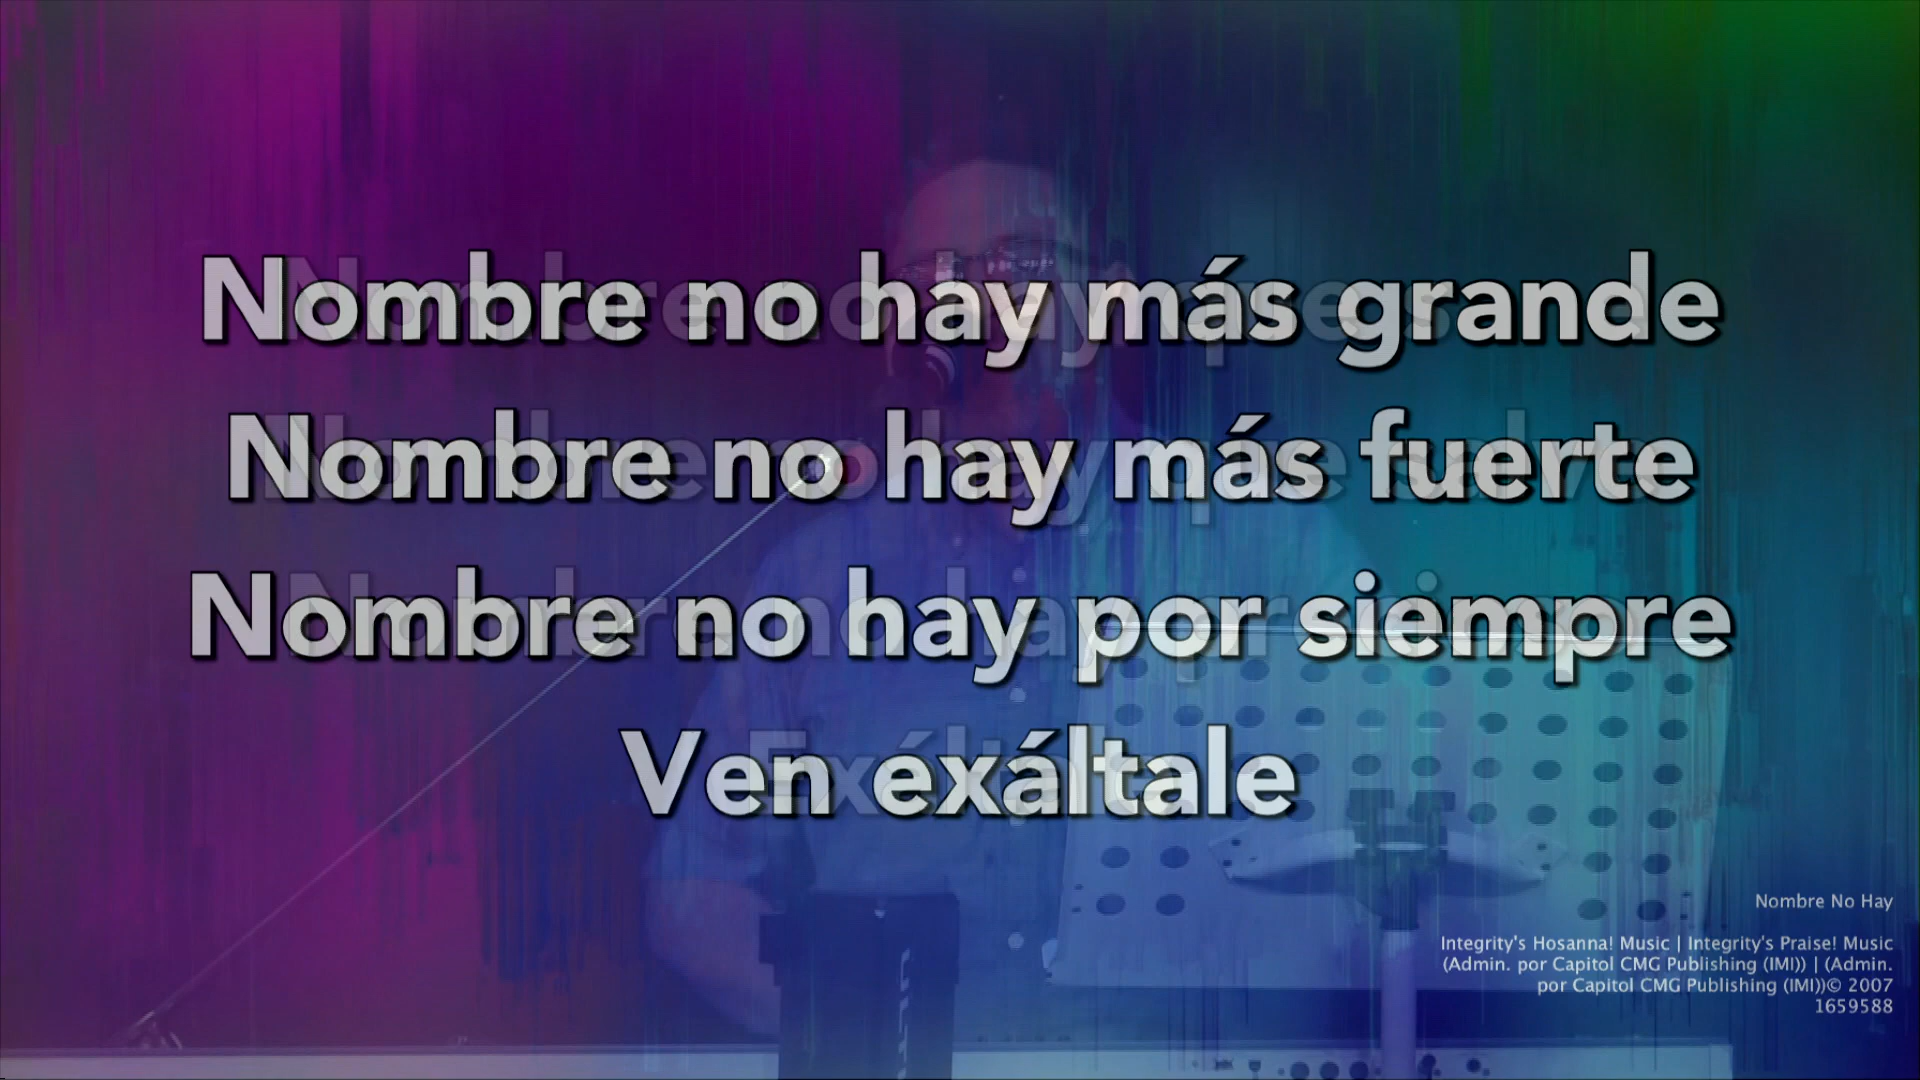 Nombre no hay más grande
Nombre no hay más fuerte
Nombre no hay por siempre
Ven exáltale
Nombre No Hay
Integrity's Hosanna! Music | Integrity's Praise! Music
(Admin. por Capitol CMG Publishing (IMI)) | (Admin.
por Capitol CMG Publishing (IMI))© 2007
1659588